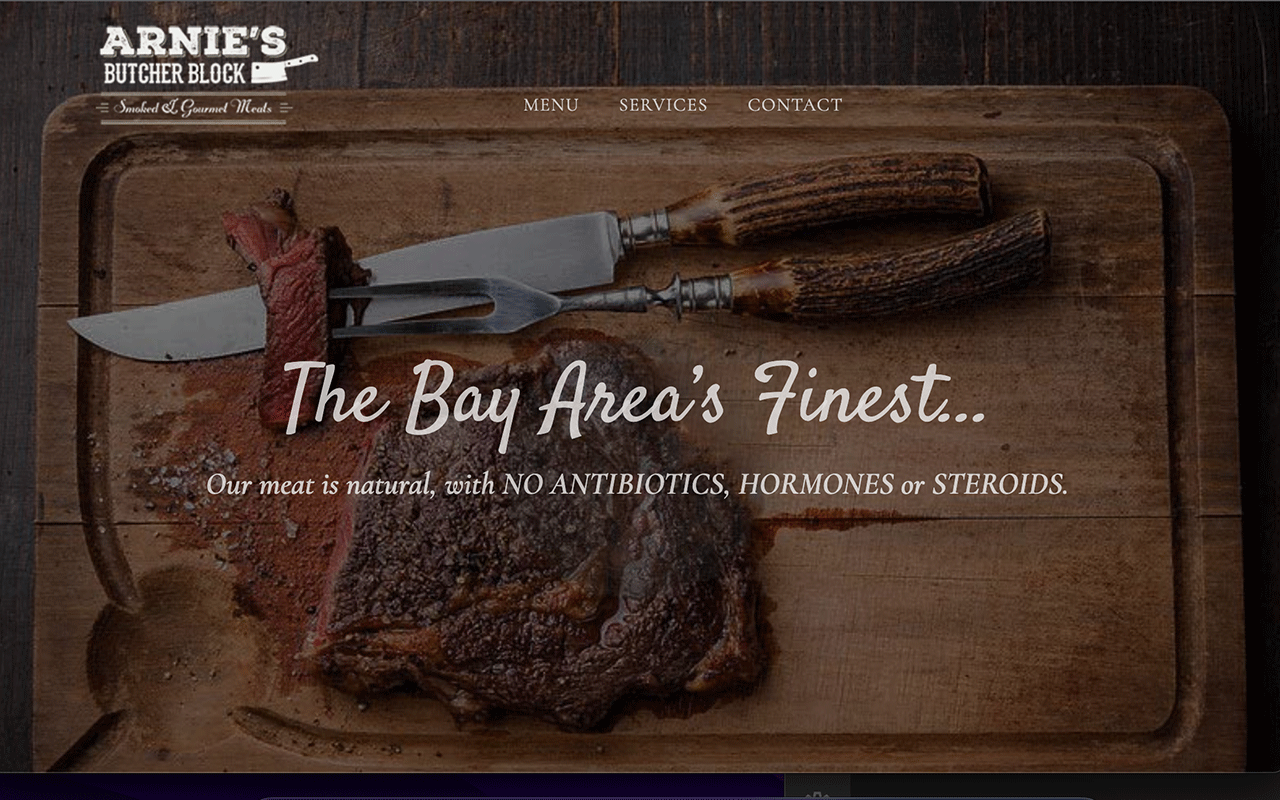 ARNIE'S
BUTCHER BLOCK
Smoked & Gourmet Meats
MENU SERVICES CONTACT
The Bay Area's Finest...
Our meat is natural, with NO ANTIBIOTICS, HORMONES or STEROIDS.